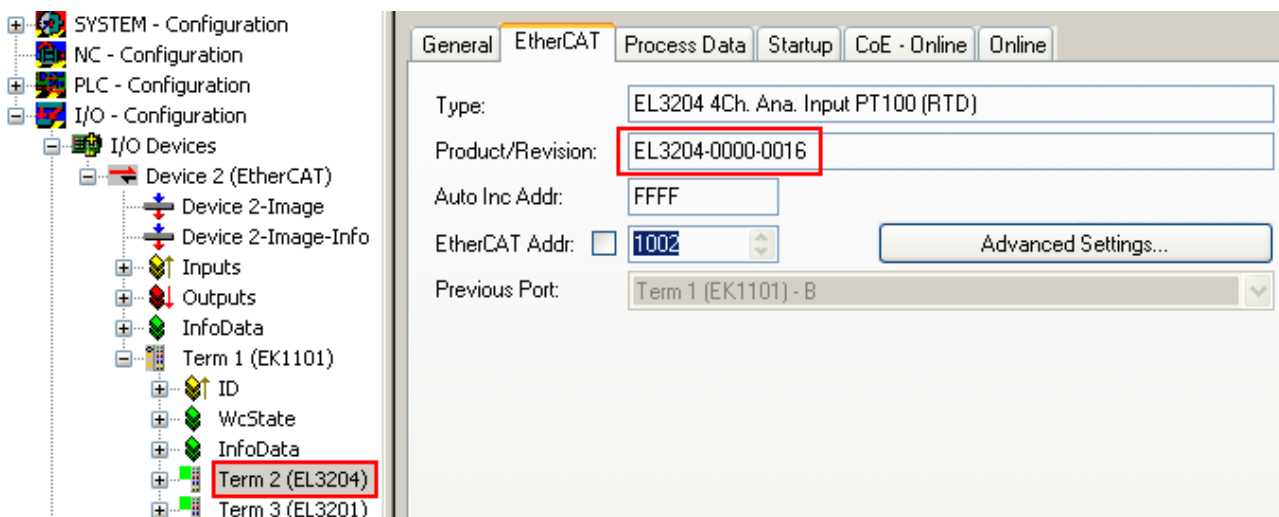 SYSTEM - Configuration
NC - Configuration
PLC - Configuration
I/O - Configuration
I/O Devices
Device 2 (EtherCAT)
Device 2-Image
Device 2-Image-Info
Inputs
Outputs
InfoData
Term 1 (EK1101)
ID
WcState
InfoData
Term 2 (EL3204)
Term 3 (EL3201)
General EtherCAT Process Data Startup CoE - Online Online
Type: EL3204 4Ch. Ana. Input PT100 (RTD)
Product/Revision: EL3204-0000-0016
Auto Inc Addr: FFFF
EtherCAT Addr: 1002 Advanced Settings...
Previous Port: Term 1 (EK1101) - B